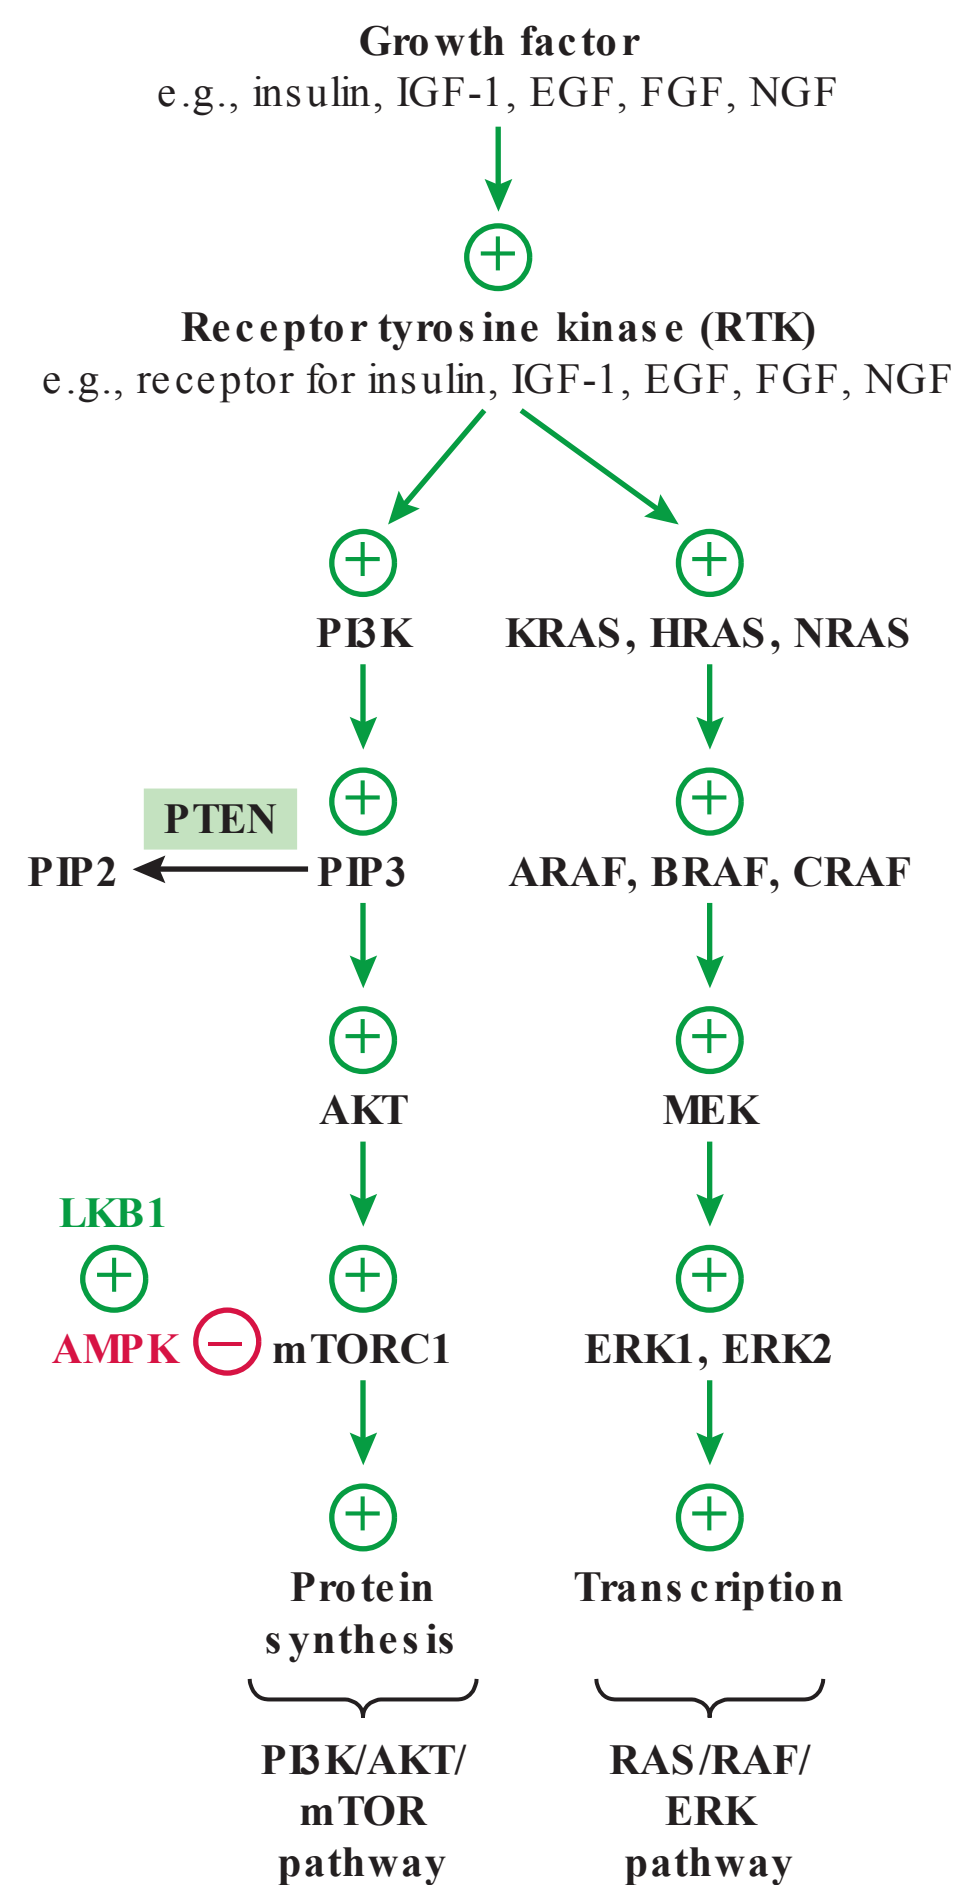 Growth factor
e.g., insulin, IGF-1, EGF, FGF, NGF
Receptor tyrosine kinase (RTK)
e.g., receptor for insulin, IGF-1, EGF, FGF, NGF
PI3K
KRAS, HRAS, NRAS
PTEN
PIP2
PIP3
ARAF, BRAF, CRAF
AKT
MEK
LKB1
AMPK
mTORC1
ERK1, ERK2
Protein
synthesis
Transcription
PI3K/AKT/
mTOR
pathway
RAS/RAF/
ERK
pathway